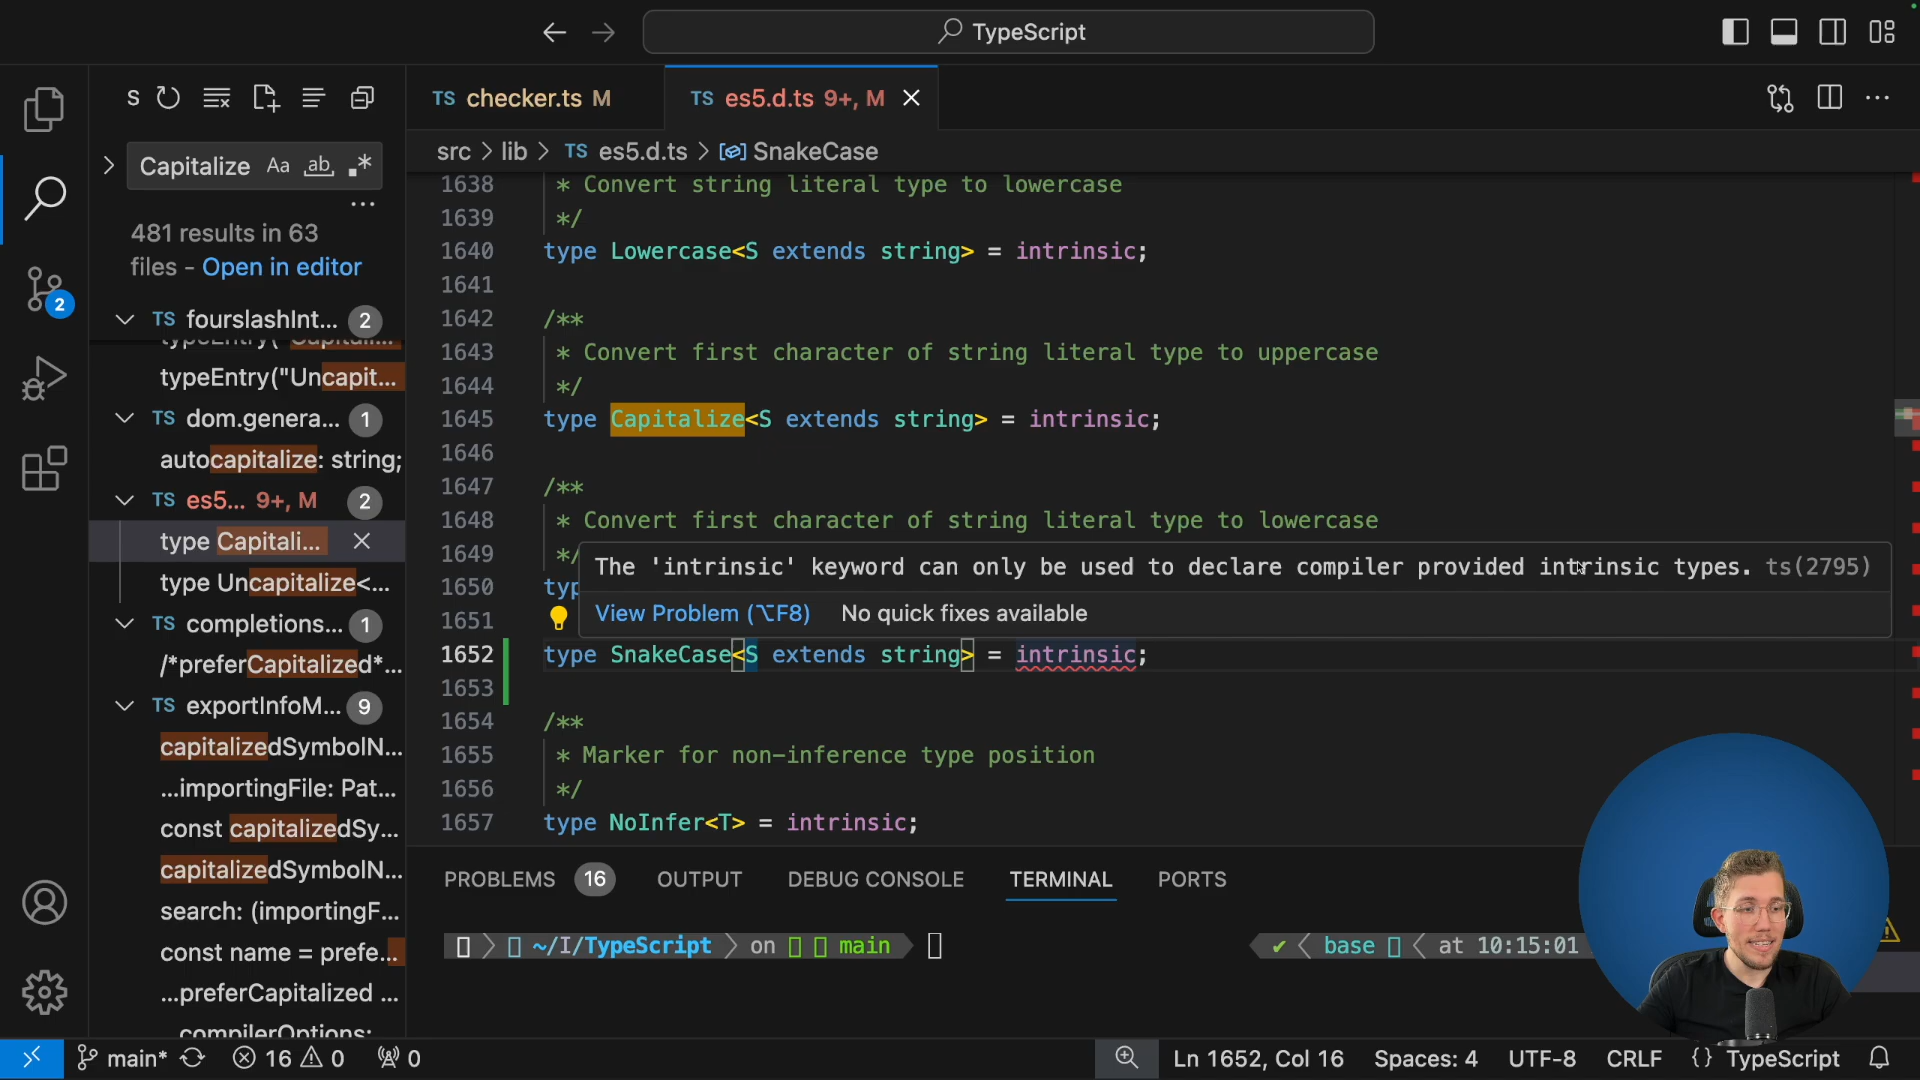 TypeScript
S
TS checker.ts M
TS es5.d.ts 9+, M
src > lib > TS es5.d.ts > SnakeCase
Capitalize Aa ab .*
...
481 results in 63
files - Open in editor
TS fourslashInt... 2
typeEntry("Capitali...
typeEntry("Uncapit...
TS dom.genera... 1
autocapitalize: string;
TS es5... 9+, M 2
type Capitali...
type Uncapitalize<...
TS completions... 1
/*preferCapitalized*...
TS exportInfoM... 9
capitalizedSymbolN...
...importingFile: Pat...
const capitalizedSy...
capitalizedSymbolN...
search: (importingF...
const name = prefe...
...preferCapitalized ...
compilerOptions:
2
1638 * Convert string literal type to lowercase
1639 */
1640 type Lowercase<S extends string> = intrinsic;
1641
1642 /**
1643 * Convert first character of string literal type to uppercase
1644 */
1645 type Capitalize<S extends string> = intrinsic;
1646
1647 /**
1648 * Convert first character of string literal type to lowercase
1649 */
The 'intrinsic' keyword can only be used to declare compiler provided intrinsic types. ts(2795)
1650 typ
View Problem (⌥F8) No quick fixes available
1651
1652 type SnakeCase<S extends string> = intrinsic;
1653
1654 /**
1655 * Marker for non-inference type position
1656 */
1657 type NoInfer<T> = intrinsic;
PROBLEMS 16 OUTPUT DEBUG CONSOLE TERMINAL PORTS
~/I/TypeScript on main ✔ base at 10:15:01
main* 16 0 0 Ln 1652, Col 16 Spaces: 4 UTF-8 CRLF {} TypeScript